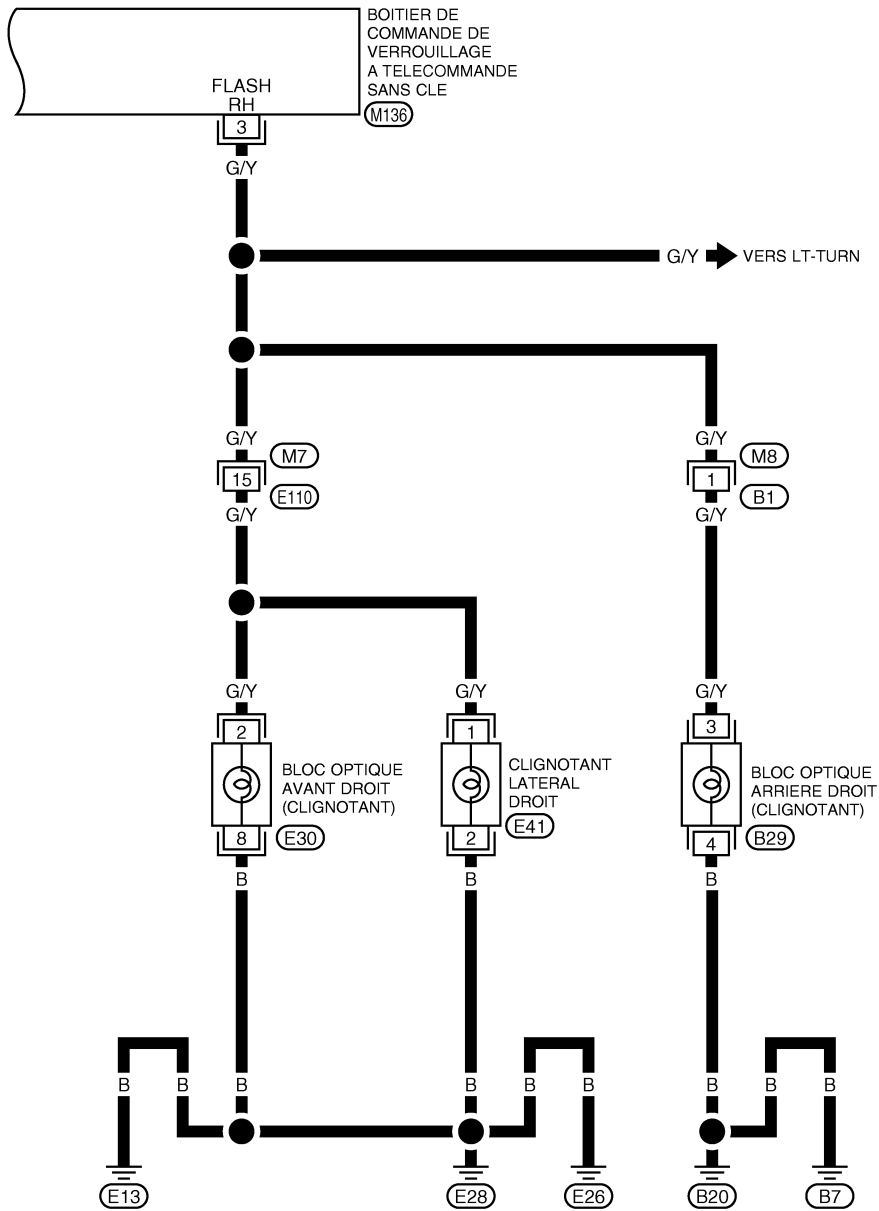 BOITIER DE
COMMANDE DE
VERROUILLAGE
A TELECOMMANDE
SANS CLE
M136
FLASH
RH
3
G/Y
G/Y
VERS LT-TURN
G/Y
M7
15
E110
G/Y
G/Y
M8
1
B1
G/Y
G/Y
G/Y
G/Y
2
1
3
BLOC OPTIQUE
AVANT DROIT
(CLIGNOTANT)
8
E30
CLIGNOTANT
LATERAL
DROIT
2
E41
BLOC OPTIQUE
ARRIERE DROIT
(CLIGNOTANT)
4
B29
B
B
B
B
B
B
B
B
B
B
B
B
E13
E28
E26
B20
B7